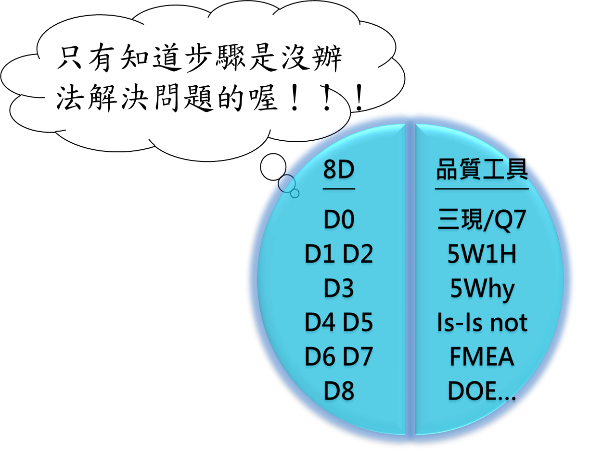 只有知道步驟是沒辦
法解決問題的喔！！！
8D
D0
D1 D2
D3
D4 D5
D6 D7
D8
品質工具
三現/Q7
5W1H
5Why
Is-Is not
FMEA
DOE...